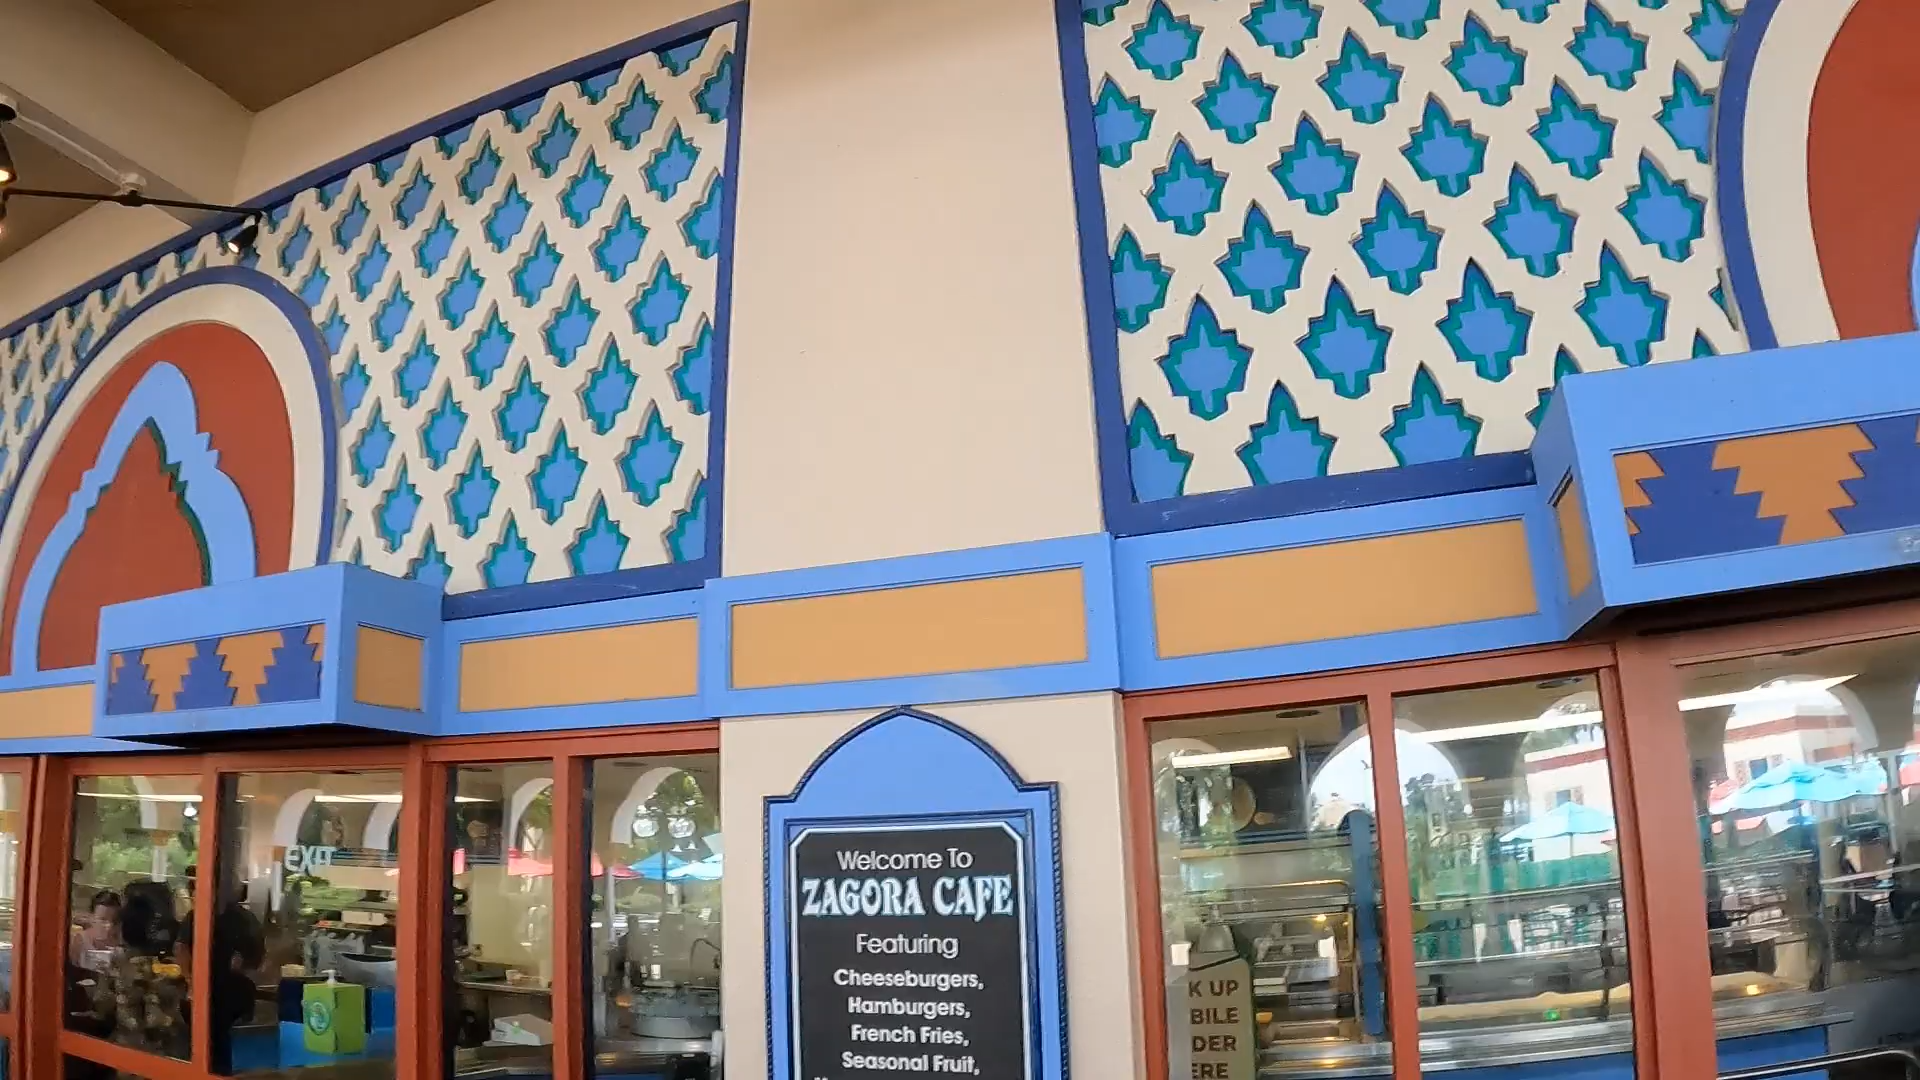 Welcome To
ZAGORA CAFE
Featuring
Cheeseburgers,
Hamburgers,
French Fries,
Seasonal Fruit,
EXIT
K UP
BILE
DER
ERE